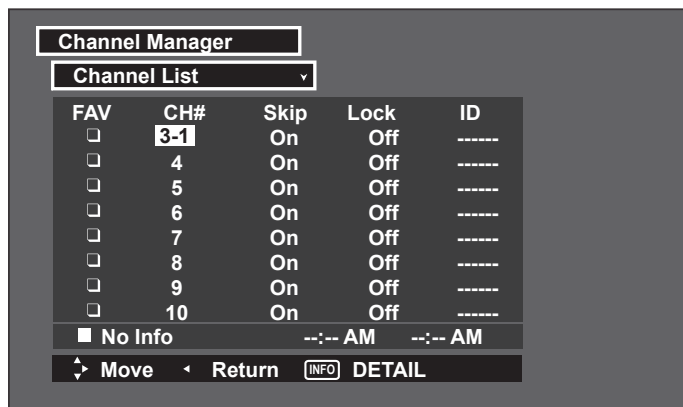 Channel Manager
Channel List
FAV CH# Skip Lock ID
3-1 On Off ------
4 On Off ------
5 On Off ------
6 On Off ------
7 On Off ------
8 On Off ------
9 On Off ------
10 On Off ------
No Info --:-- AM --:-- AM
Move Return INFO DETAIL